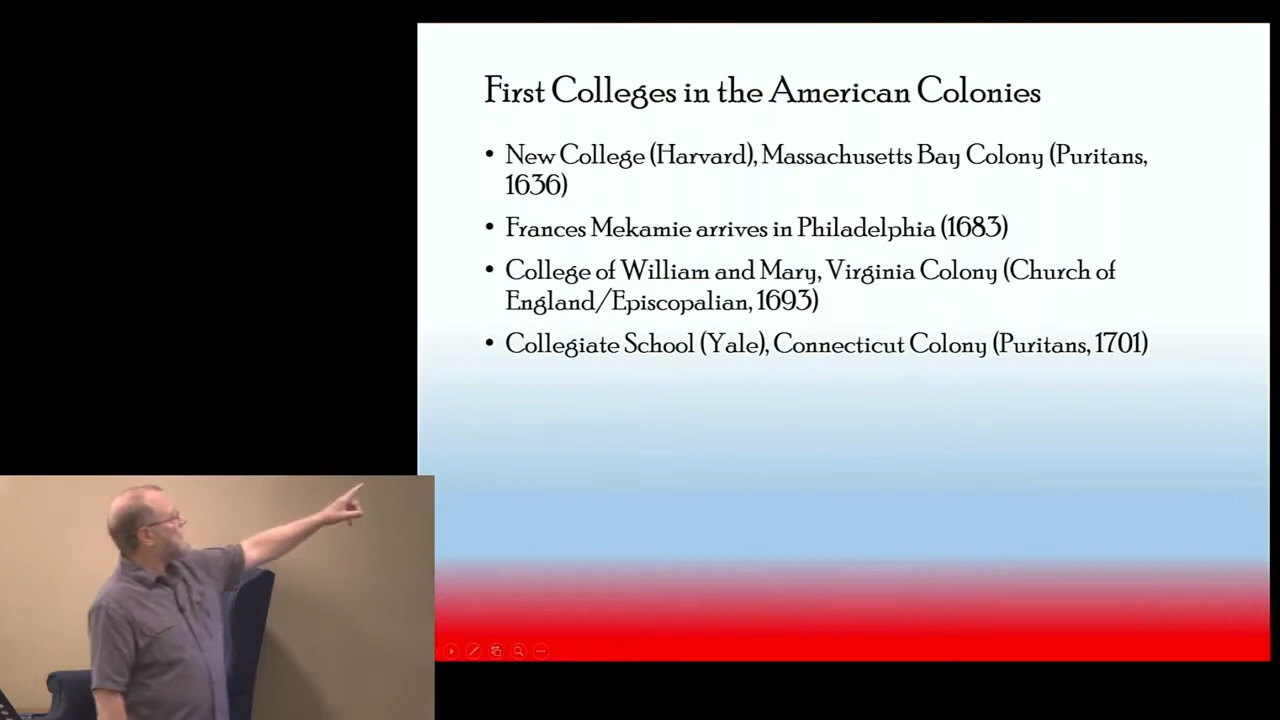 First Colleges in the American Colonies
• New College (Harvard), Massachusetts Bay Colony (Puritans,
1636)
• Frances Mekamie arrives in Philadelphia (1683)
• College of William and Mary, Virginia Colony (Church of
England/Episcopalian, 1693)
• Collegiate School (Yale), Connecticut Colony (Puritans, 1701)